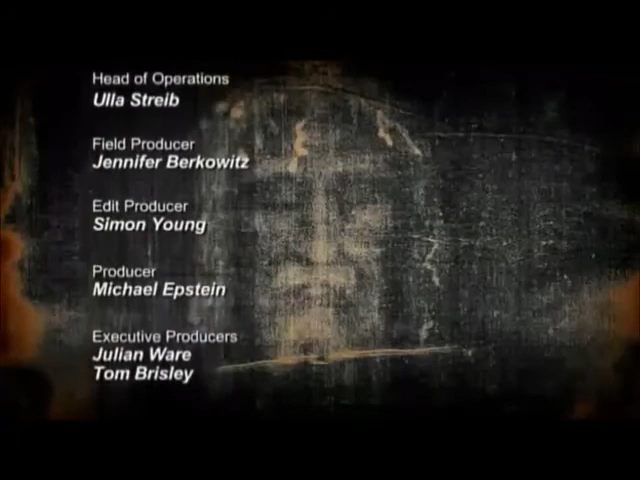 Head of Operations
Ulla Streib
Field Producer
Jennifer Berkowitz
Edit Producer
Simon Young
Producer
Michael Epstein
Executive Producers
Julian Ware
Tom Brisley